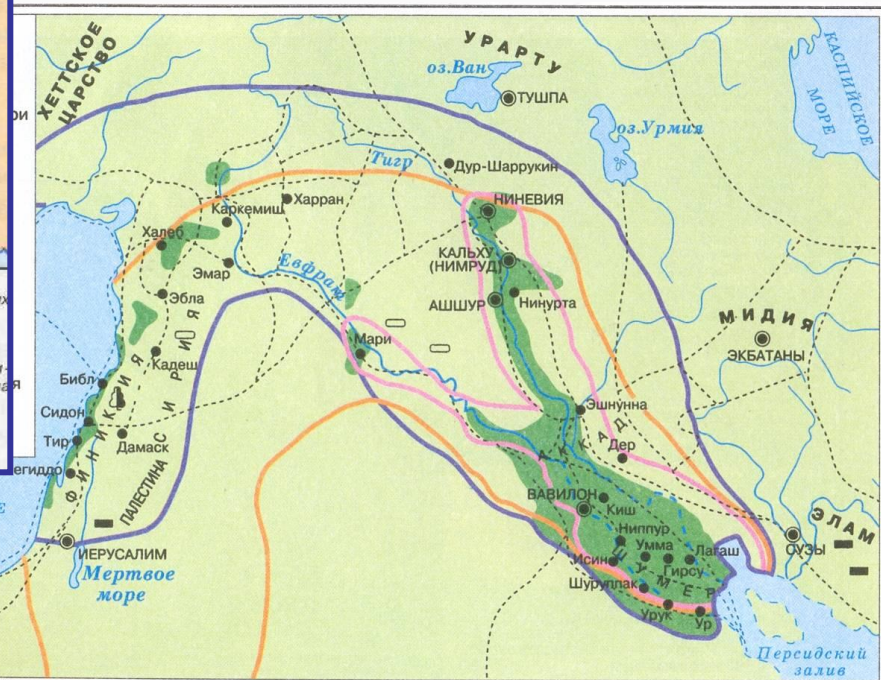 ХЕТТСКОЕ
ЦАРСТВО
УРАРТУ
оз.Ван
ТУШПА
КАСПИЙСКОЕ
МОРЕ
оз.Урмия
ри
Тигр
Дур-Шаррукин
Харран
НИНЕВИЯ
Каркемиш
Халеб
КАЛЬХУ
(НИМРУД)
Эмар
Евфрат
Эбла
АШШУР
Нинурта
МИДИЯ
ЭКБАТАНЫ
Мари
Кадеш
СИРИЯ
Библ
ФИНИКИЯ
Сидон
Тир
Дамаск
егиддо
ПАЛЕСТИНА
Эшнунна
АККАД
Дер
ВАВИЛОН
Киш
Ниппур
ЭЛАМ
СУЗЫ
Исин
Умма
Лагаш
Гирсу
ШУМЕР
Шуруппак
Урук
Ур
ИЕРУСАЛИМ
Мертвое
море
Персидский
залив